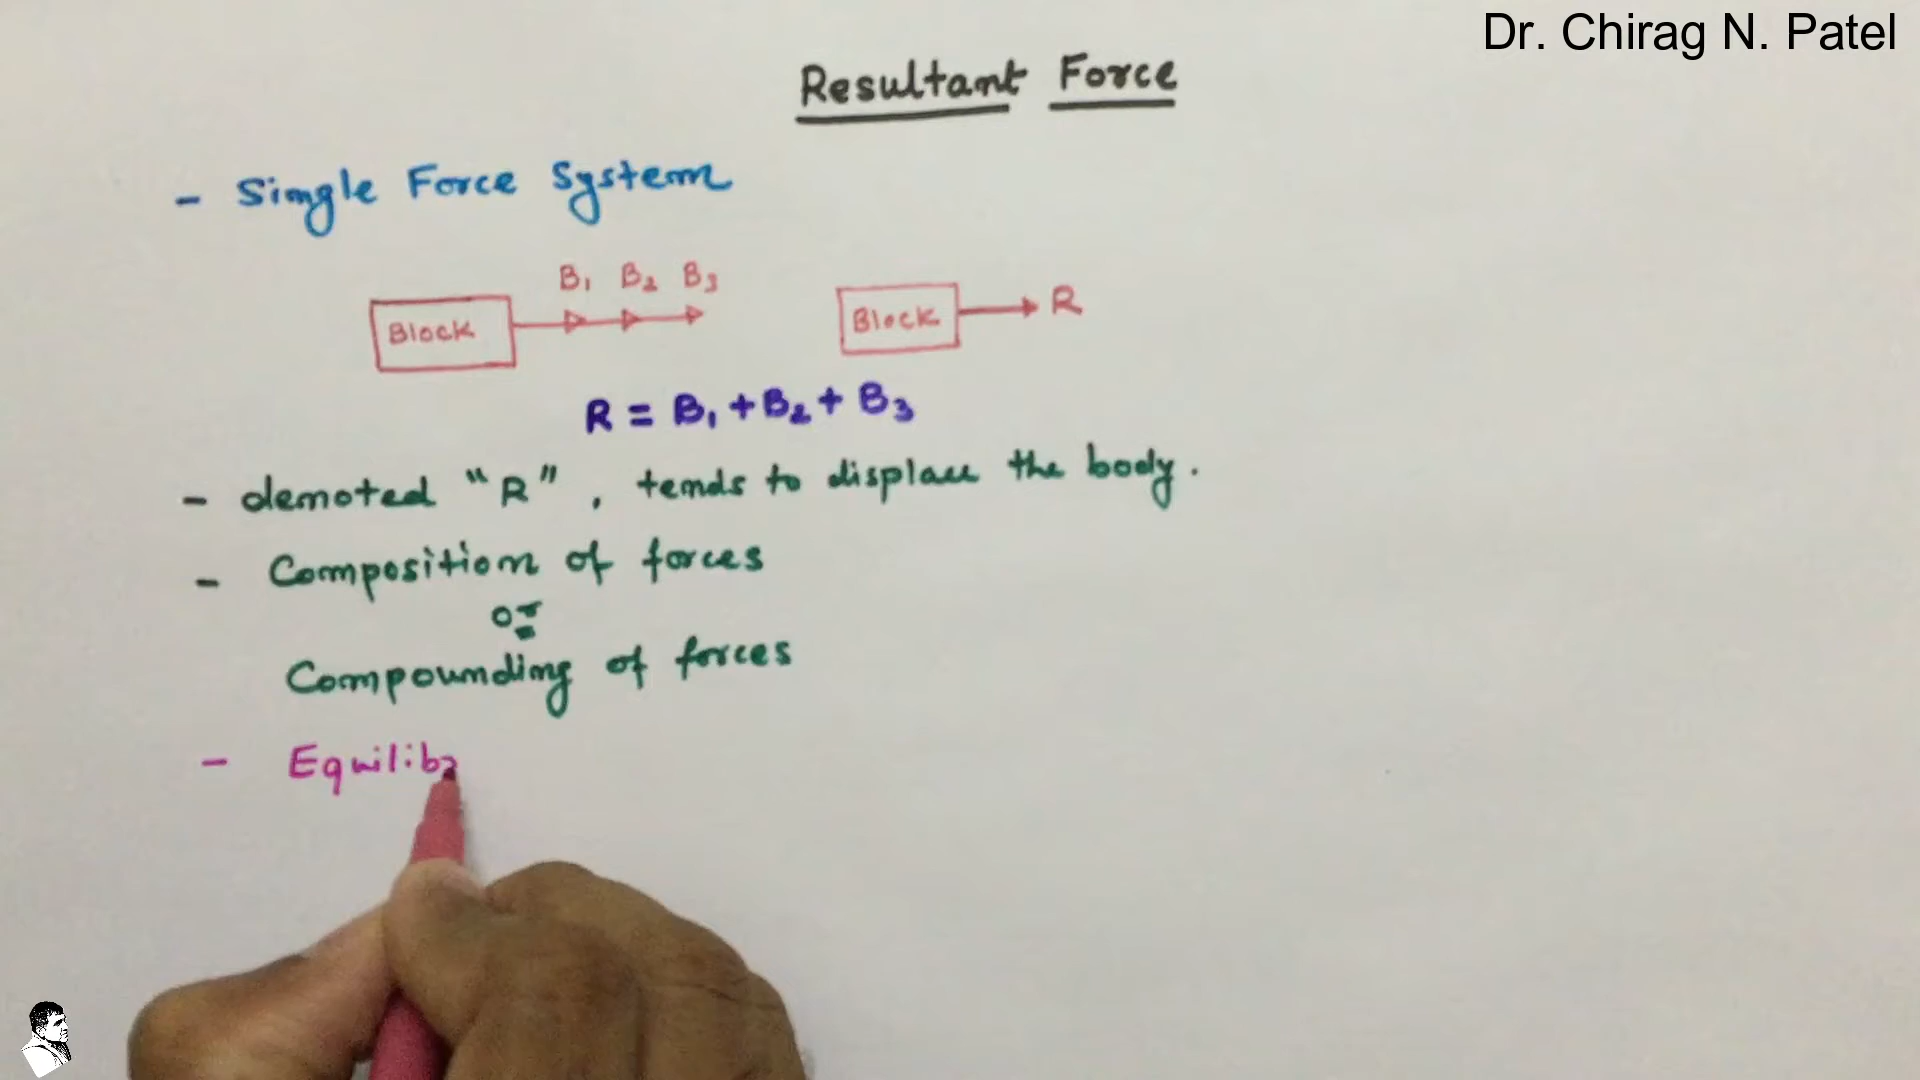 Dr. Chirag N. Patel
Resultant Force
- Single Force System
B₁ B₂ B₃
Block
Block
R
R = B₁ + B₂ + B₃
- denoted "R", tends to displace the body.
- Composition of forces
or
Compounding of forces
- Equilib